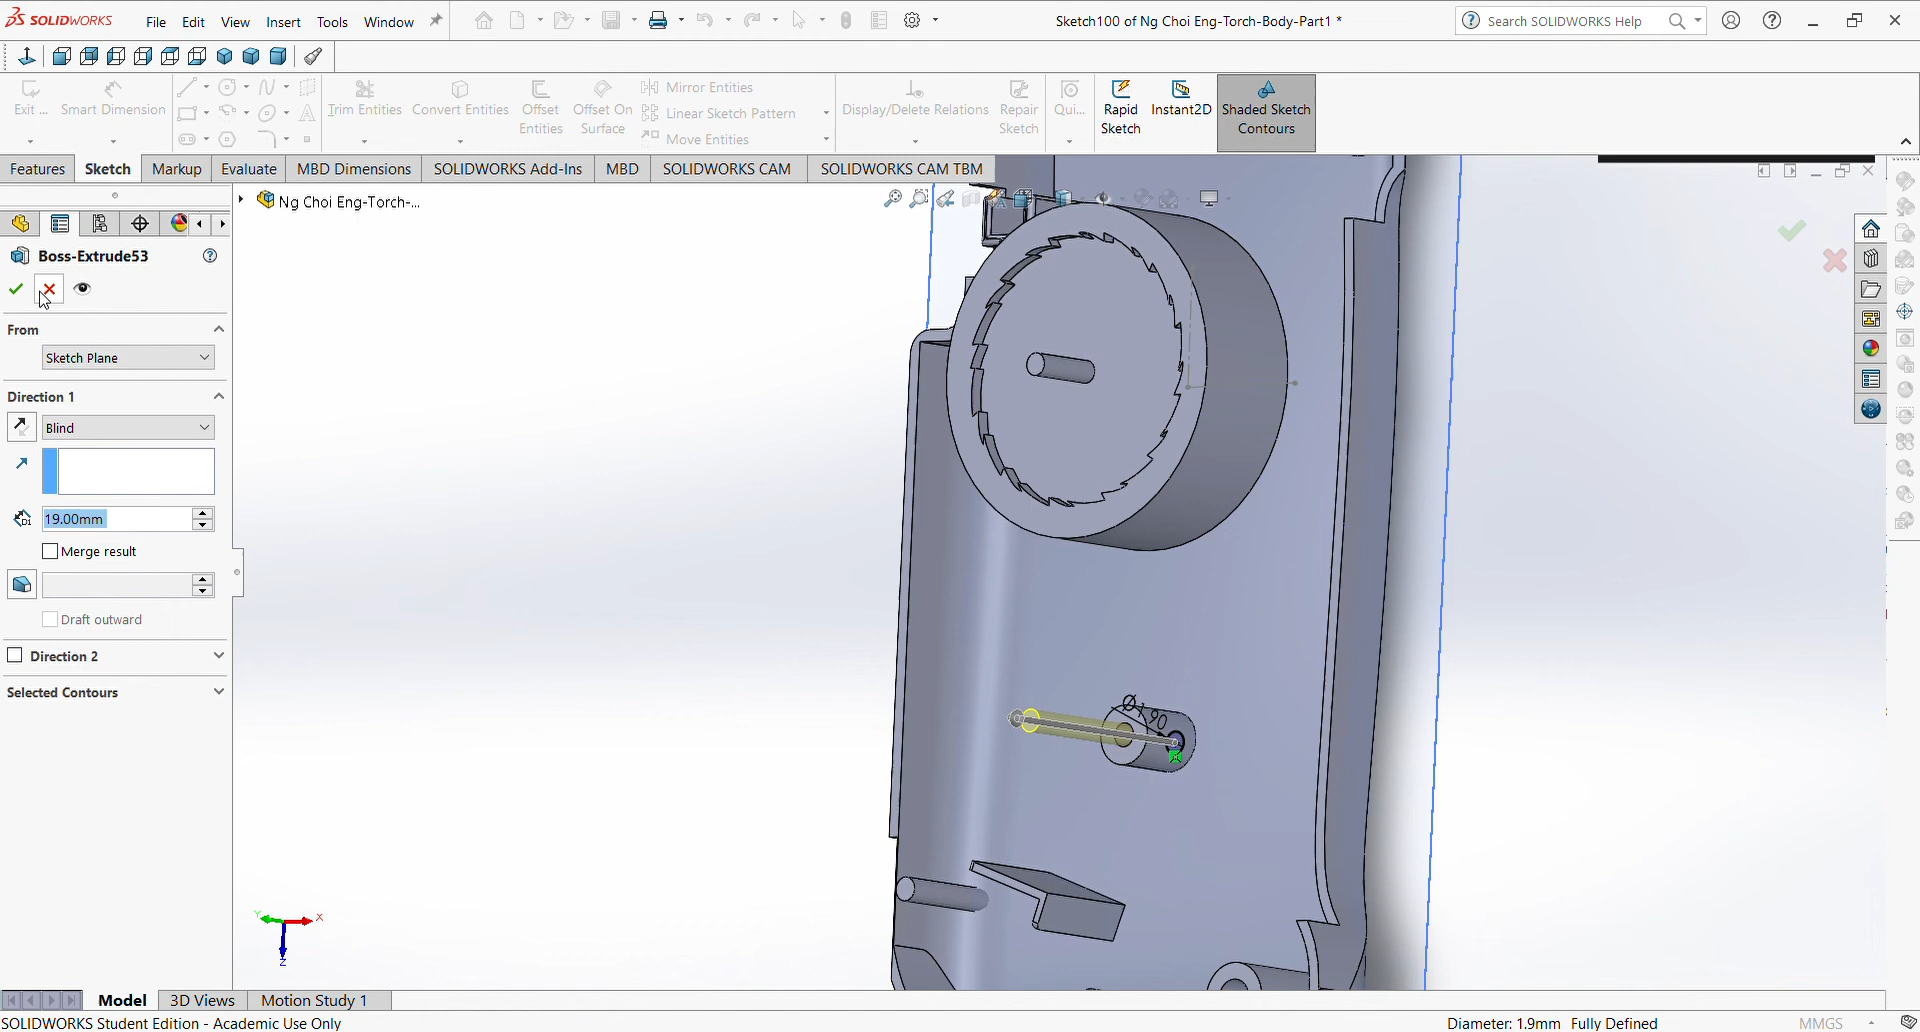 SOLIDWORKS File Edit View Insert Tools Window Sketch100 of Ng Choi Eng-Torch-Body-Part1 * Search SOLIDWORKS Help
Exit ... Smart Dimension Trim Entities Convert Entities Offset Entities Offset On Surface Mirror Entities Linear Sketch Pattern Move Entities Display/Delete Relations Repair Sketch Qui... Rapid Sketch Instant2D Shaded Sketch Contours
Features Sketch Markup Evaluate MBD Dimensions SOLIDWORKS Add-Ins MBD SOLIDWORKS CAM SOLIDWORKS CAM TBM
Ng Choi Eng-Torch-...
Boss-Extrude53
From
Sketch Plane
Direction 1
Blind
D1 19.00mm
Merge result
Draft outward
Direction 2
Selected Contours
Y X
Z
Model 3D Views Motion Study 1
SOLIDWORKS Student Edition - Academic Use Only Diameter: 1.9mm Fully Defined MMGS